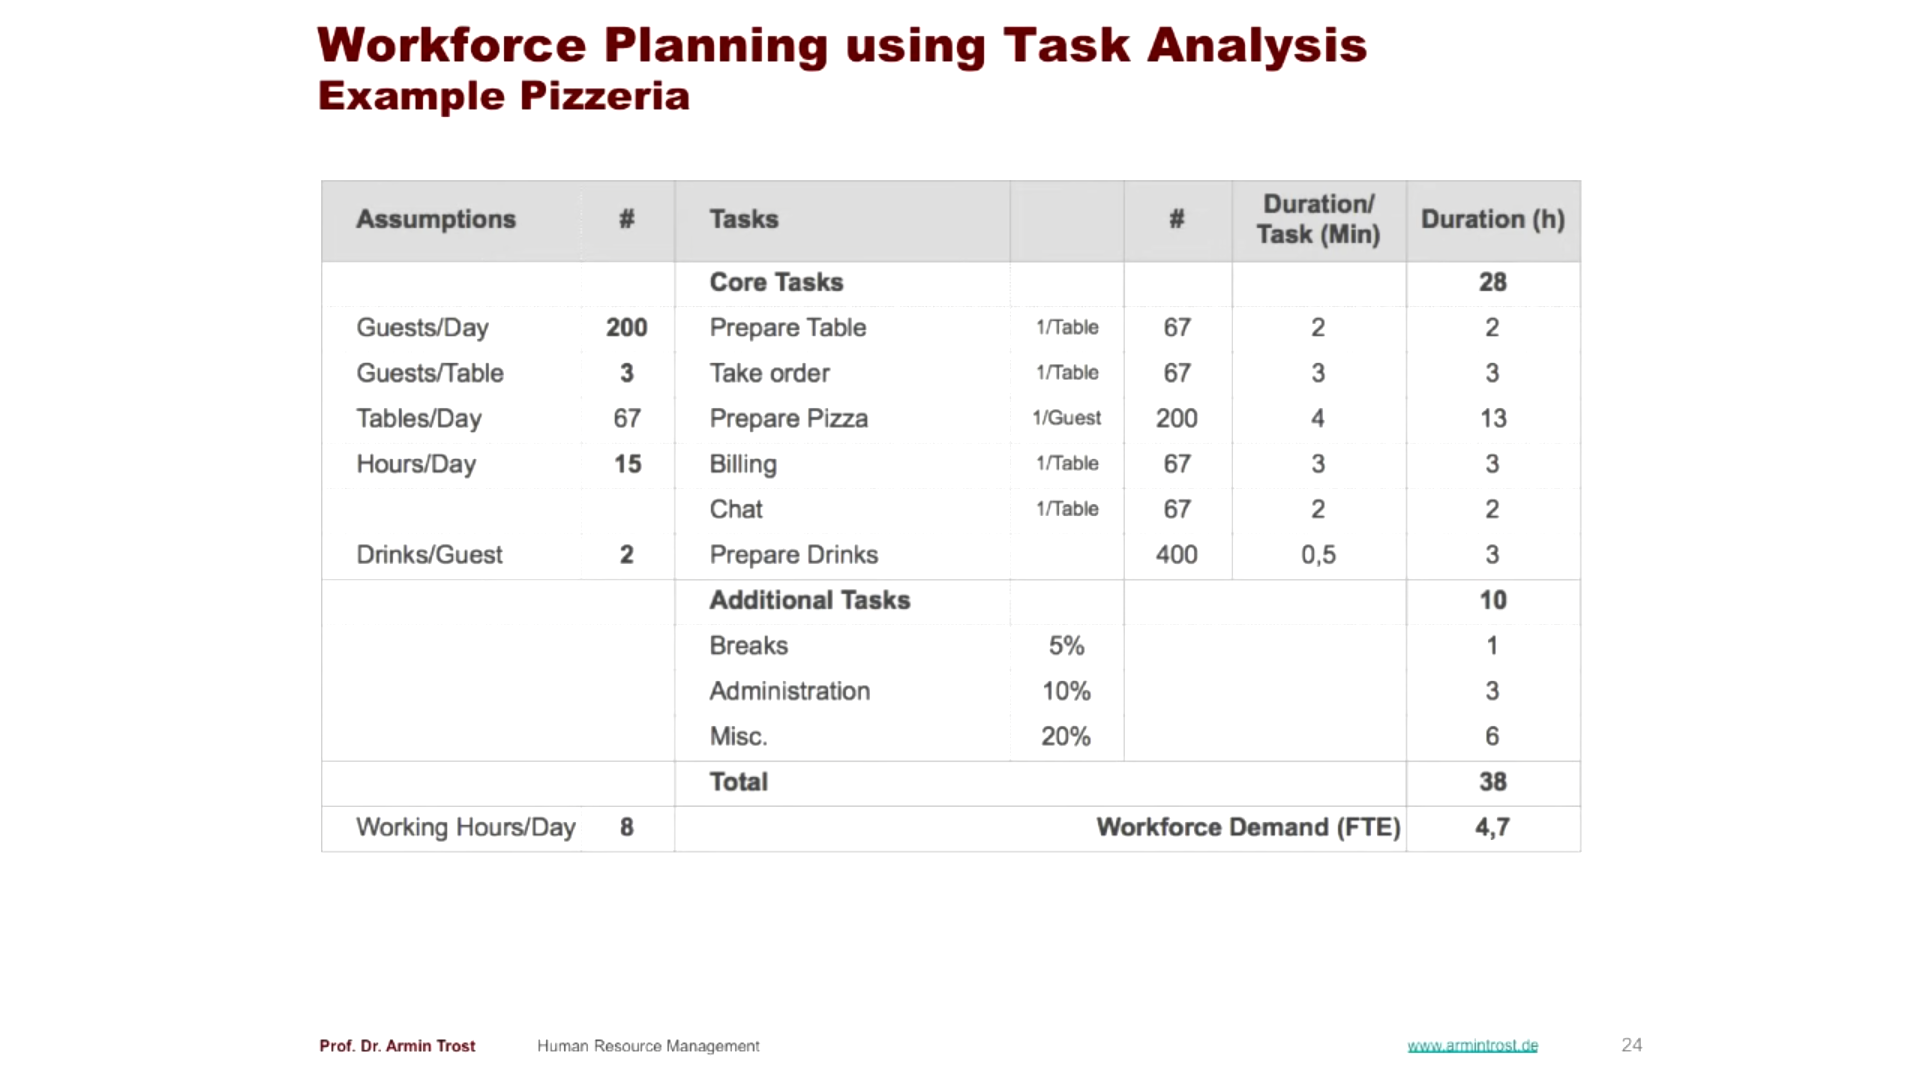 Workforce Planning using Task Analysis
Example Pizzeria
Assumptions # Tasks # Duration/ Task (Min) Duration (h)
Core Tasks 28
Guests/Day 200 Prepare Table 1/Table 67 2 2
Guests/Table 3 Take order 1/Table 67 3 3
Tables/Day 67 Prepare Pizza 1/Guest 200 4 13
Hours/Day 15 Billing 1/Table 67 3 3
Chat 1/Table 67 2 2
Drinks/Guest 2 Prepare Drinks 400 0,5 3
Additional Tasks 10
Breaks 5% 1
Administration 10% 3
Misc. 20% 6
Total 38
Working Hours/Day 8 Workforce Demand (FTE) 4,7
Prof. Dr. Armin Trost Human Resource Management www.armintrost.de 24